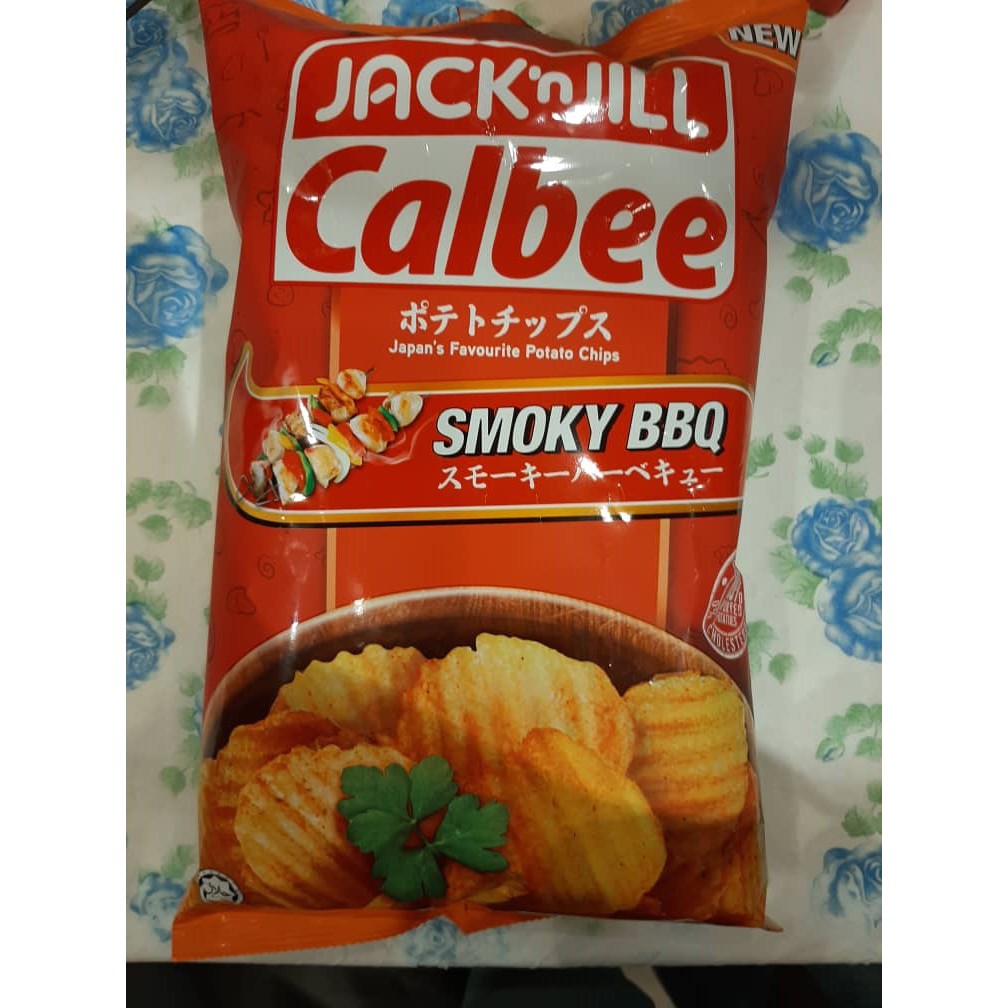 NEW
JACK'n JILL
Calbee
ポテトチップス
Japan's Favourite Potato Chips
SMOKY BBQ
スモーキーバーベキュー
حلال